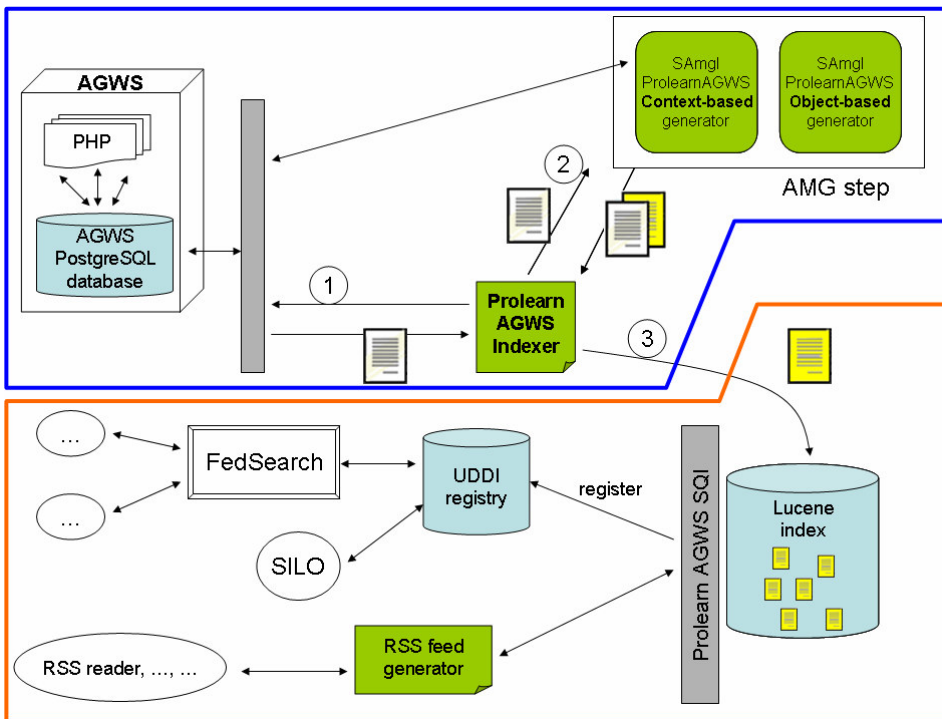 AGWS
PHP
AGWS
PostgreSQL
database
SAmgI
ProlearnAGWS
Context-based
generator
SAmgI
ProlearnAGWS
Object-based
generator
AMG step
2
1
Prolearn
AGWS
Indexer
3
...
...
FedSearch
UDDI
registry
register
SILO
Prolearn AGWS SQI
Lucene
index
RSS feed
generator
RSS reader, ..., ...